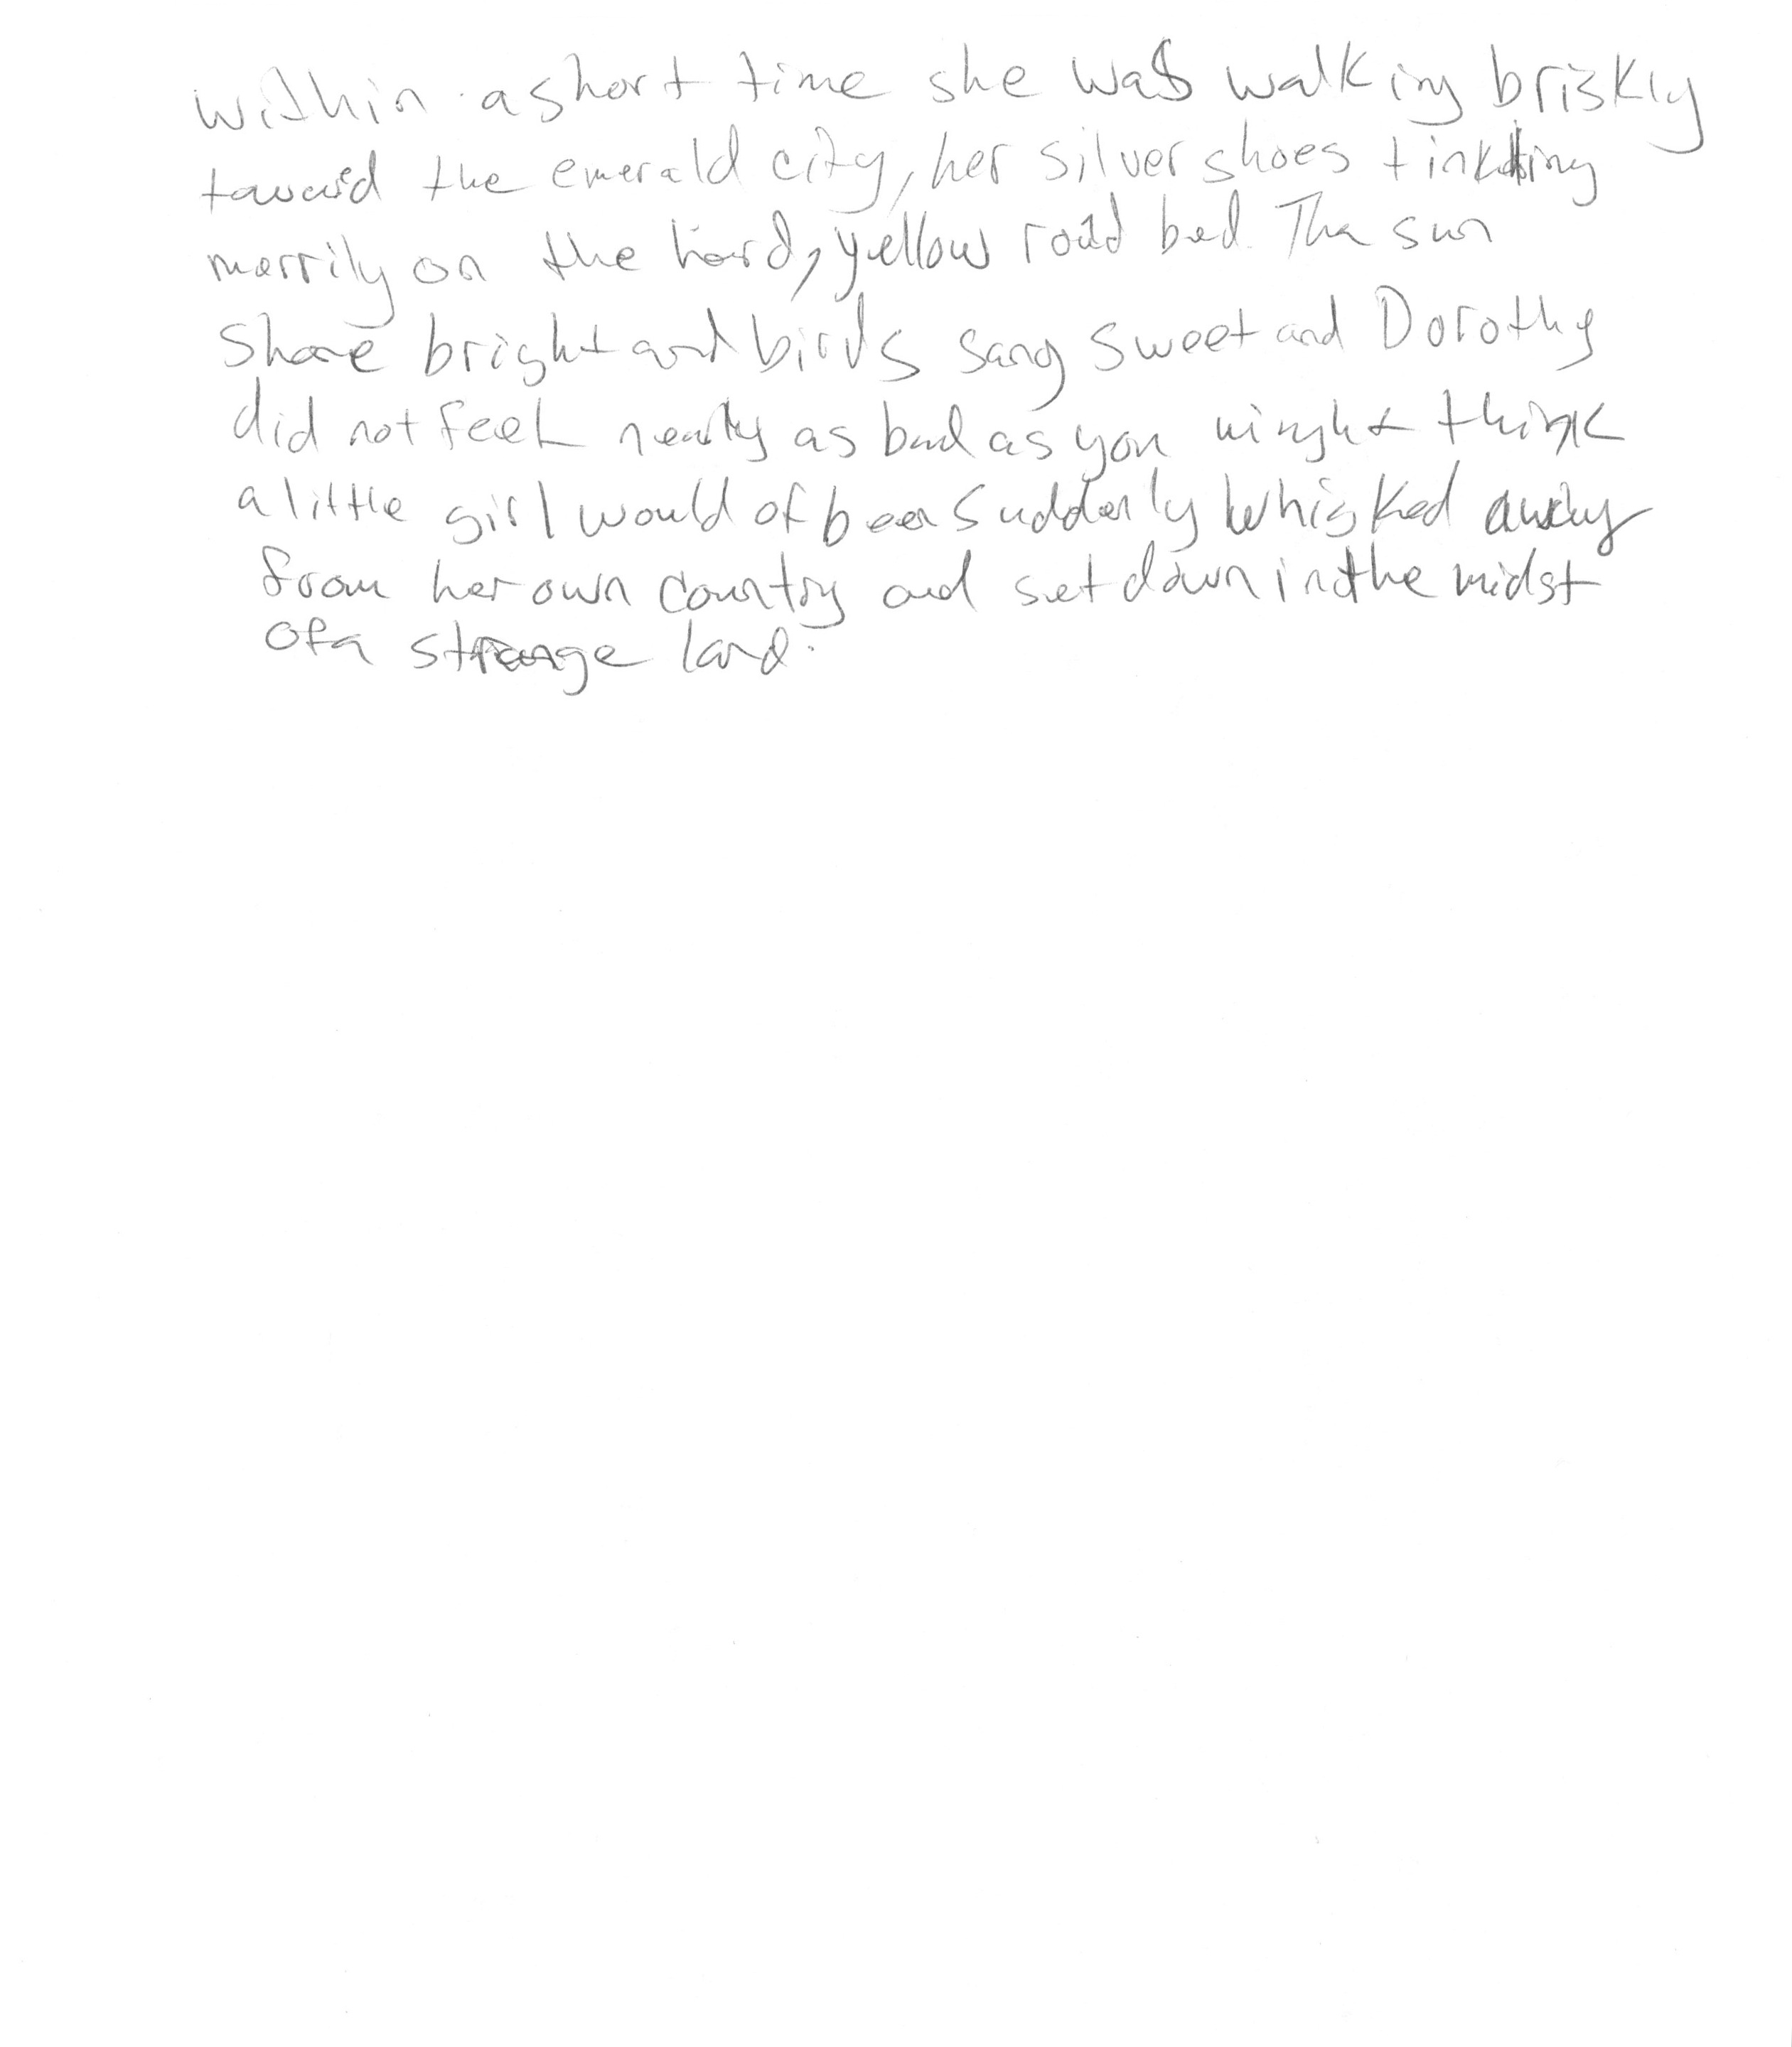 within a short time she was walking briskly
toward the emerald city, her silver shoes tinkling
merrily on the hard, yellow road bed. The sun
shone bright and birds sang sweet and Dorothy
did not feel nearly as bad as you might think
a little girl would of been suddenly whisked away
from her own country and set down in the midst
of a strange land.